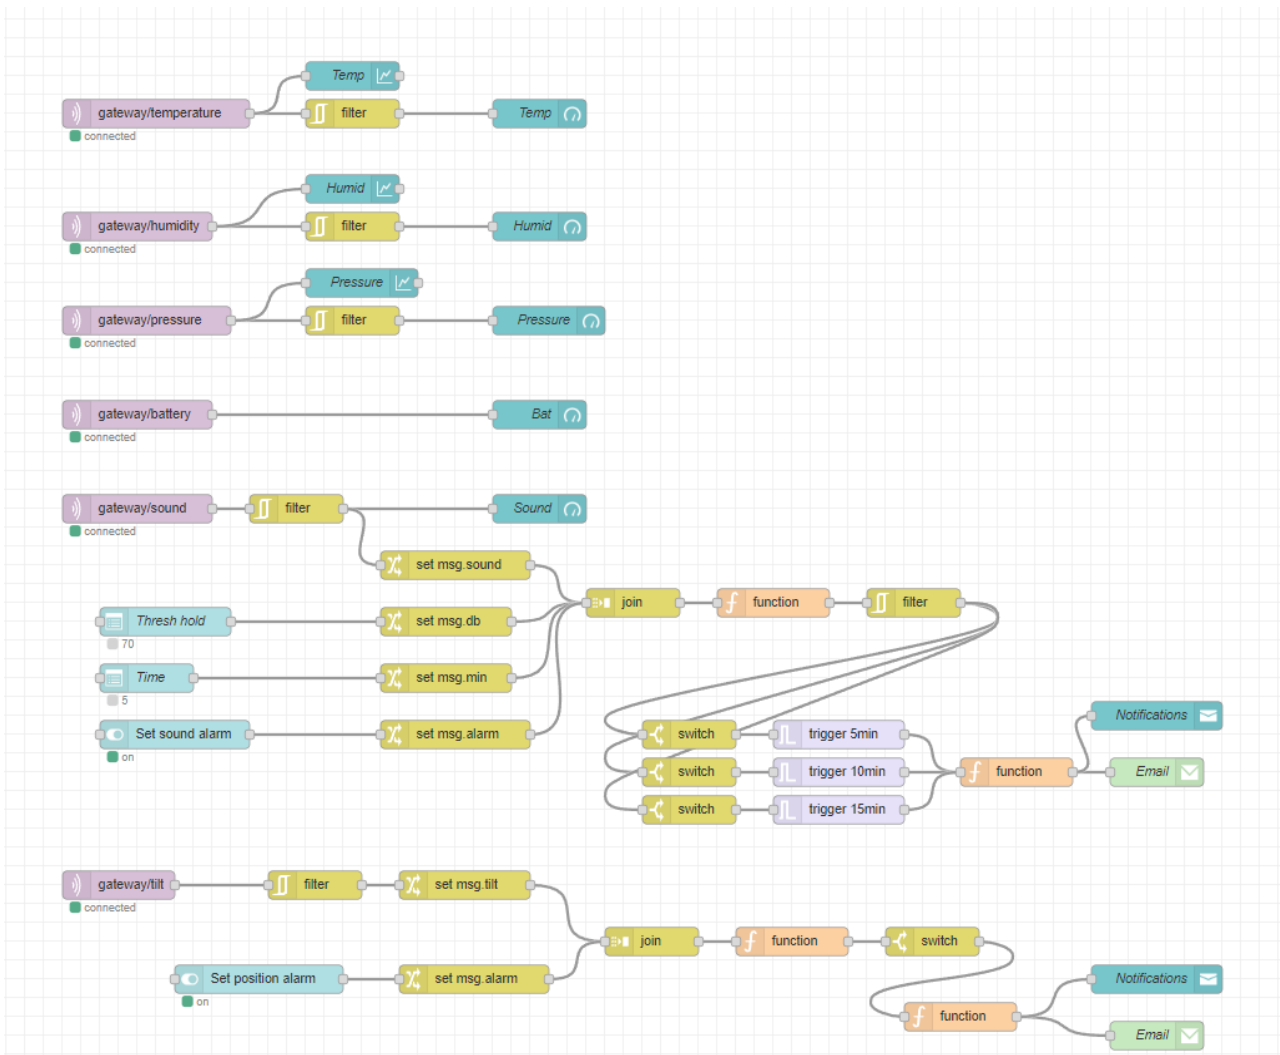 Temp
gateway/temperature filter Temp
connected
Humid
gateway/humidity filter Humid
connected
Pressure
gateway/pressure filter Pressure
connected
gateway/battery Bat
connected
gateway/sound filter Sound
connected
set msg.sound
join function filter
Thresh hold set msg.db
70
Time set msg.min
5
Notifications
Set sound alarm set msg.alarm switch trigger 5min
on
switch trigger 10min function Email
switch trigger 15min
gateway/tilt filter set msg.tilt
connected
join function switch
Set position alarm set msg.alarm Notifications
on
function
Email